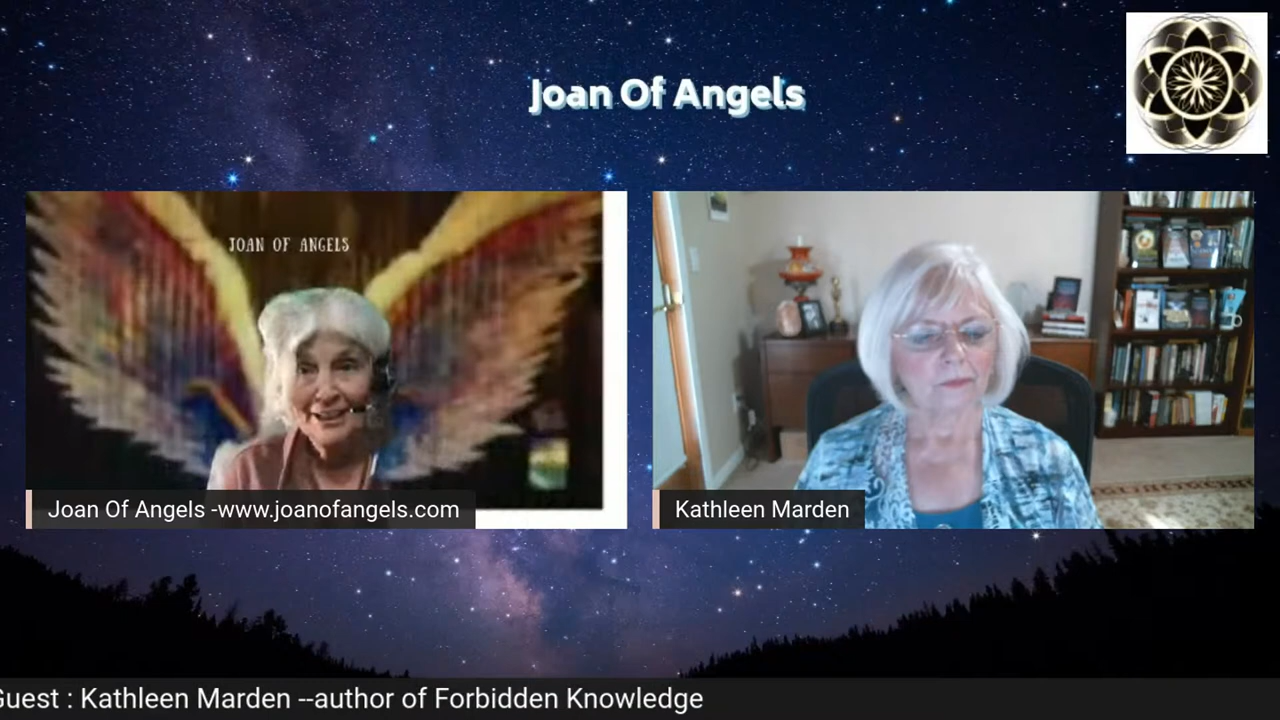 Joan Of Angels
JOAN OF ANGELS
Joan Of Angels -www.joanofangels.com
Kathleen Marden
Guest : Kathleen Marden --author of Forbidden Knowledge